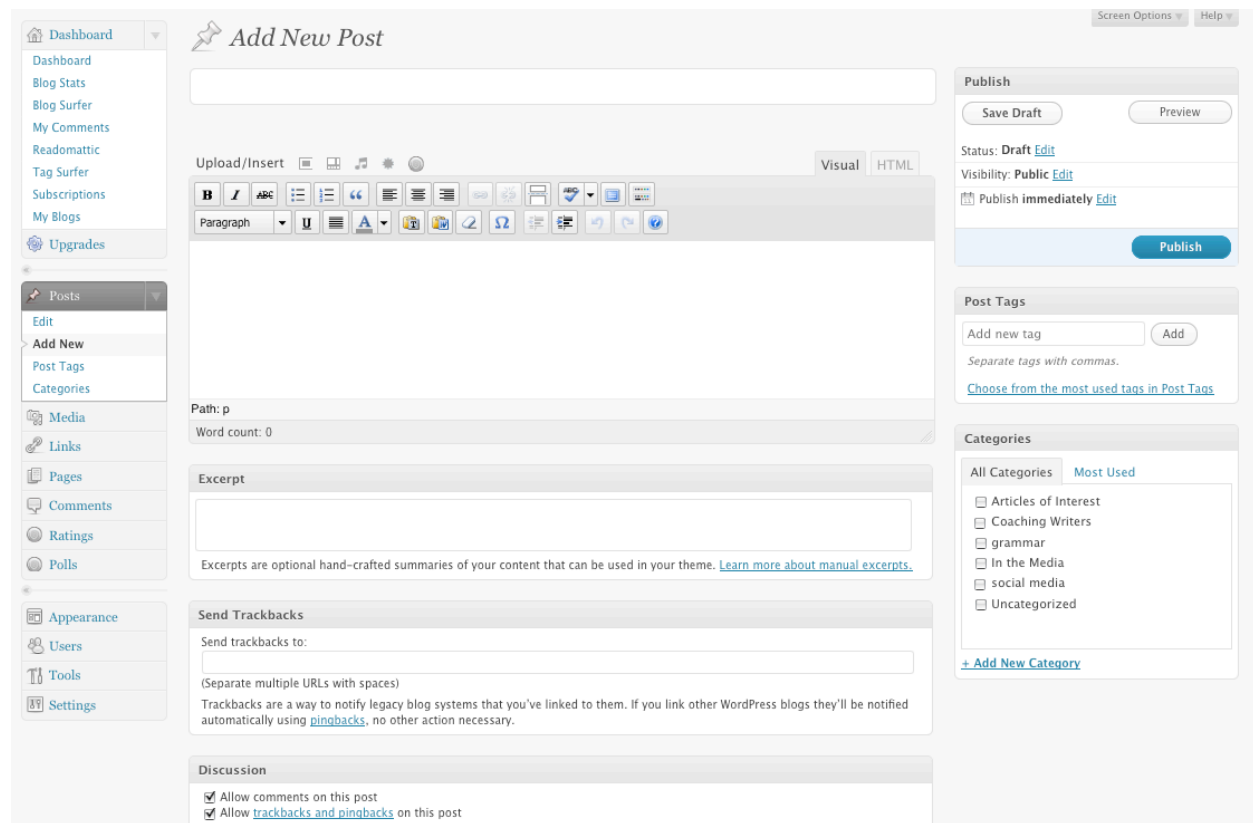 Screen Options
Help
Dashboard
Dashboard
Blog Stats
Blog Surfer
My Comments
Readomattic
Tag Surfer
Subscriptions
My Blogs
Upgrades
Posts
Edit
Add New
Post Tags
Categories
Media
Links
Pages
Comments
Ratings
Polls
Appearance
Users
Tools
Settings
Add New Post
Upload/Insert
Visual HTML
B I ABC ABC
Paragraph U A T W Ω ?
Path: p
Word count: 0
Excerpt
Excerpts are optional hand-crafted summaries of your content that can be used in your theme. Learn more about manual excerpts.
Send Trackbacks
Send trackbacks to:
(Separate multiple URLs with spaces)
Trackbacks are a way to notify legacy blog systems that you've linked to them. If you link other WordPress blogs they'll be notified
automatically using pingbacks, no other action necessary.
Discussion
Allow comments on this post
Allow trackbacks and pingbacks on this post
Publish
Save Draft Preview
Status: Draft Edit
Visibility: Public Edit
Publish immediately Edit
Publish
Post Tags
Add new tag Add
Separate tags with commas.
Choose from the most used tags in Post Tags
Categories
All Categories Most Used
Articles of Interest
Coaching Writers
grammar
In the Media
social media
Uncategorized
+ Add New Category